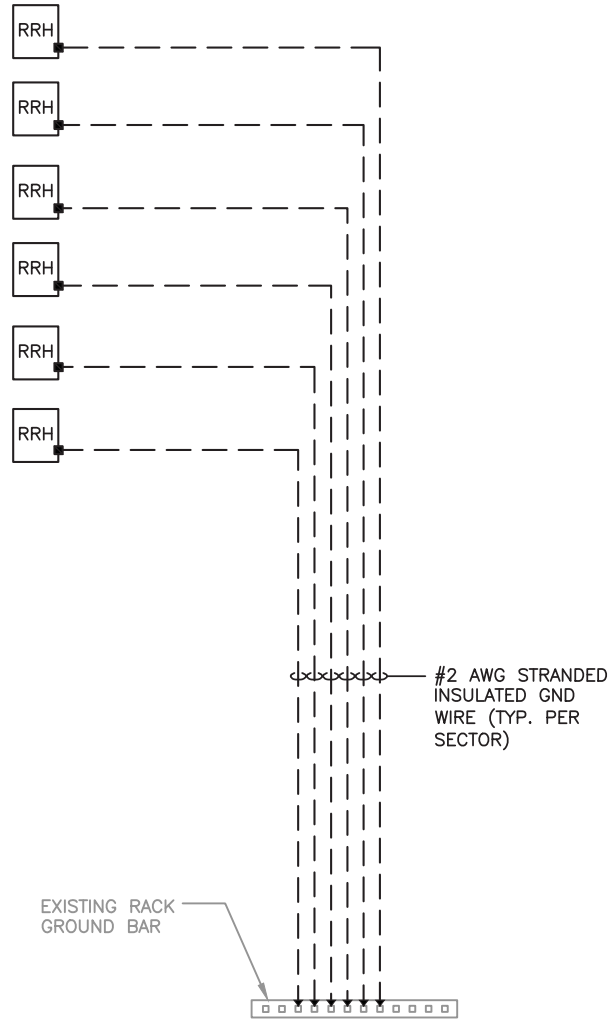 RRH
RRH
RRH
RRH
RRH
RRH
#2 AWG STRANDED
INSULATED GND
WIRE (TYP. PER
SECTOR)
EXISTING RACK
GROUND BAR